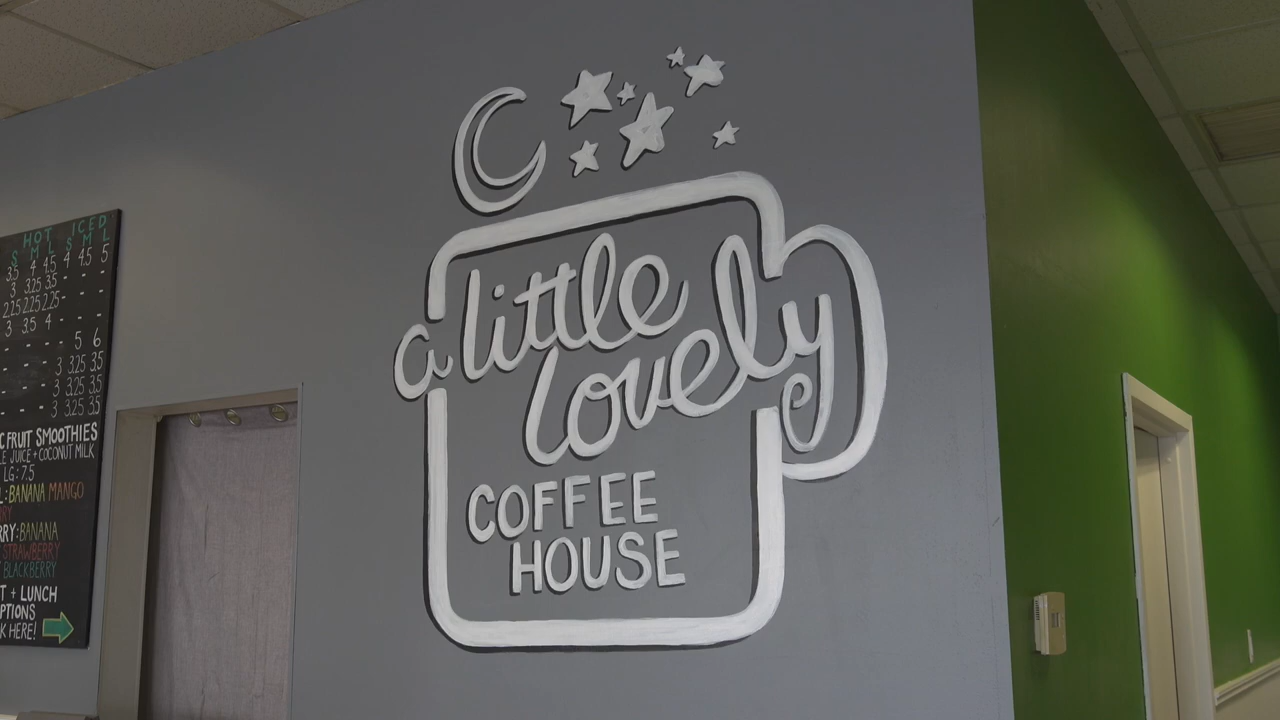 HOT ICED
S M L S M L
3.5 4 4.5 4 4.5 5
3 3.25 3.5 - - -
2.25 2.25 2.25 - - -
3 3.5 4 - - -
- - - - 5 6
- - - 3 3.25 3.5
- - - 3 3.25 3.5
- - - 3 3.25 3.5
FRUIT SMOOTHIES
JUICE + COCONUT MILK
LG: 7.5
BANANA MANGO
BANANA
STRAWBERRY
BLACKBERRY
+ LUNCH
HERE!
a little
lovely
COFFEE
HOUSE